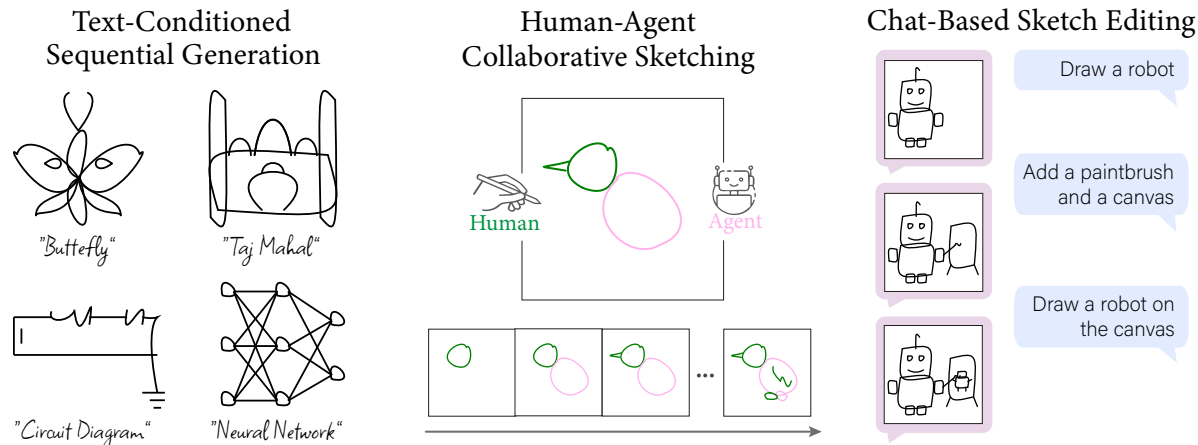 Text-Conditioned
Sequential Generation
"Buttefly"
"Taj Mahal"
"Circuit Diagram"
"Neural Network"
Human-Agent
Collaborative Sketching
Human
Agent
...
Chat-Based Sketch Editing
Draw a robot
Add a paintbrush
and a canvas
Draw a robot on
the canvas